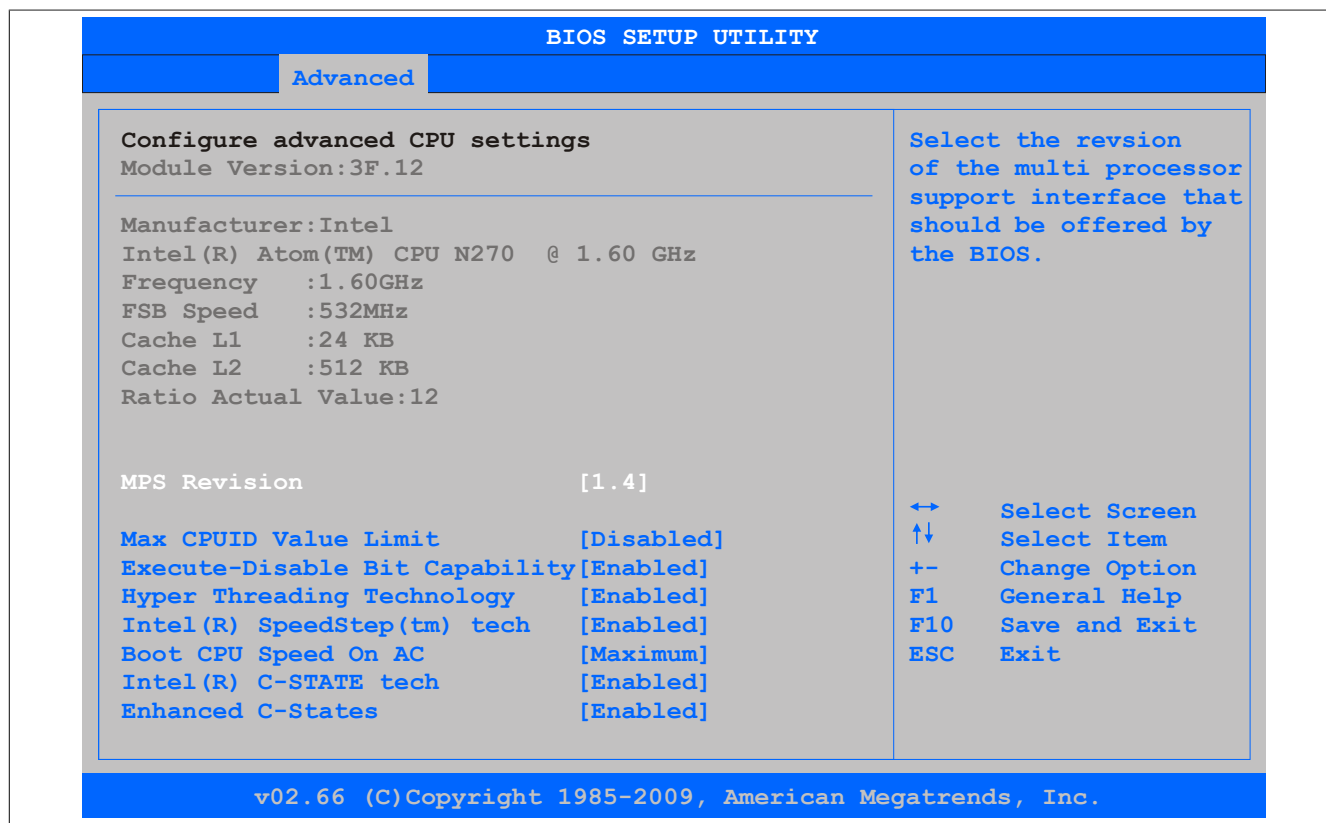 BIOS SETUP UTILITY
Advanced
Configure advanced CPU settings
Module Version:3F.12
Manufacturer:Intel
Intel(R) Atom(TM) CPU N270 @ 1.60 GHz
Frequency :1.60GHz
FSB Speed :532MHz
Cache L1 :24 KB
Cache L2 :512 KB
Ratio Actual Value:12
MPS Revision [1.4]
Max CPUID Value Limit [Disabled]
Execute-Disable Bit Capability[Enabled]
Hyper Threading Technology [Enabled]
Intel(R) SpeedStep(tm) tech [Enabled]
Boot CPU Speed On AC [Maximum]
Intel(R) C-STATE tech [Enabled]
Enhanced C-States [Enabled]
Select the revsion
of the multi processor
support interface that
should be offered by
the BIOS.
↔ Select Screen
↑↓ Select Item
+- Change Option
F1 General Help
F10 Save and Exit
ESC Exit
v02.66 (C)Copyright 1985-2009, American Megatrends, Inc.